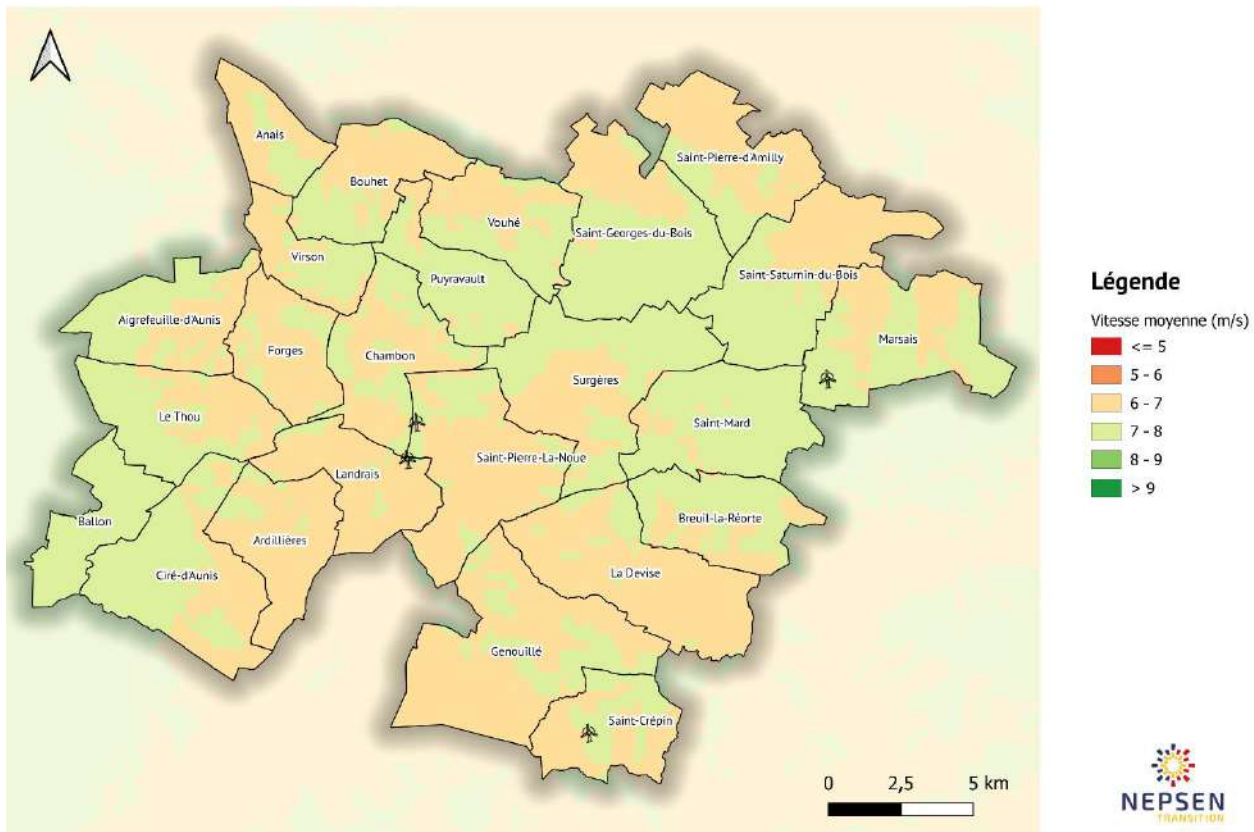 Anais
Saint-Pierre-d'Amilly
Bouhet
Vouhé
Saint-Georges-du-Bois
Virson
Puyravault
Saint-Saturnin-du-Bois
Aigrefeuille-d'Aunis
Forges
Chambon
Marsais
Surgères
Le Thou
Saint-Mard
Saint-Pierre-La-Noue
Landrais
Ballon
Breuil-la-Réorte
Ardillières
Ciré-d'Aunis
La Devise
Genouillé
Saint-Crépin
0 2,5 5 km
Légende
Vitesse moyenne (m/s)
<= 5
5 - 6
6 - 7
7 - 8
8 - 9
> 9
NEPSEN
TRANSITION